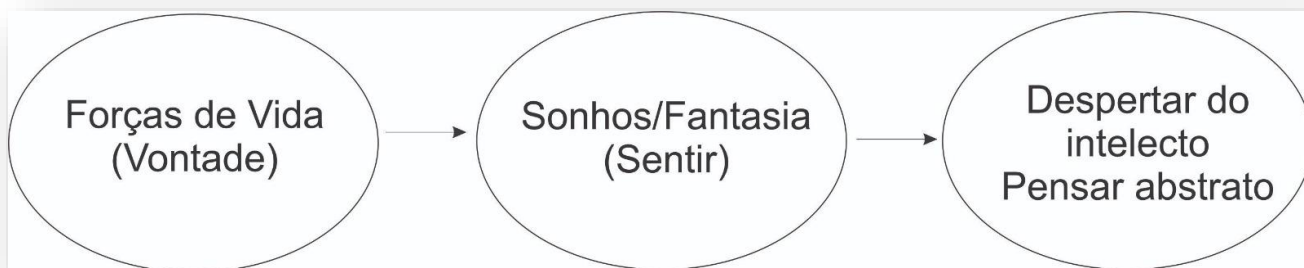 Forças de Vida
(Vontade)
Sonhos/Fantasia
(Sentir)
Despertar do
intelecto
Pensar abstrato